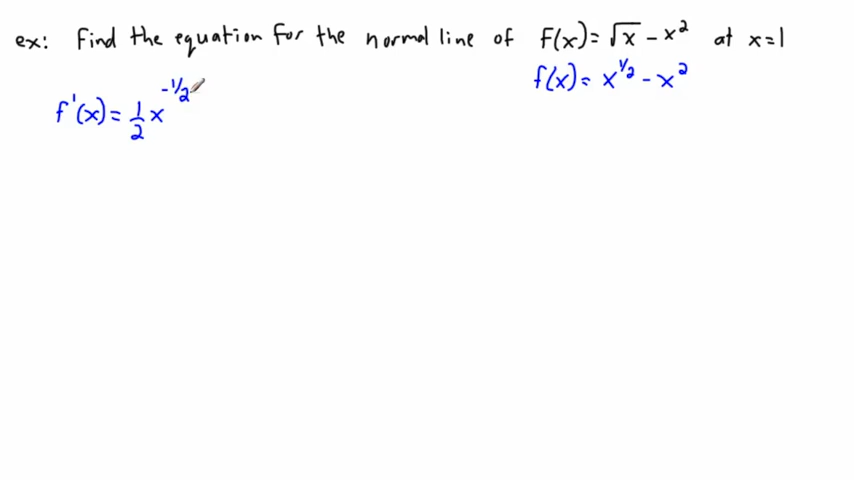 ex: Find the equation for the normal line of f(x) = √x − x² at x=1
f(x) = x^{1/2} − x²
f'(x) = 1/2 x^{-1/2}